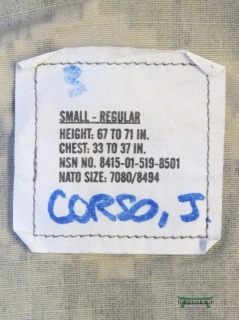 SMALL - REGULAR
HEIGHT: 67 TO 71 IN.
CHEST: 33 TO 37 IN.
NSN NO. 8415-01-519-8501
NATO SIZE: 7080/8494
CORSO, J.